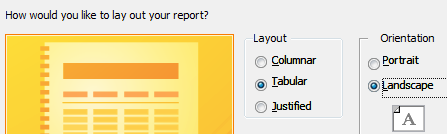 How would you like to lay out your report?
Layout
Columnar
Tabular
Justified
Orientation
Portrait
Landscape
A